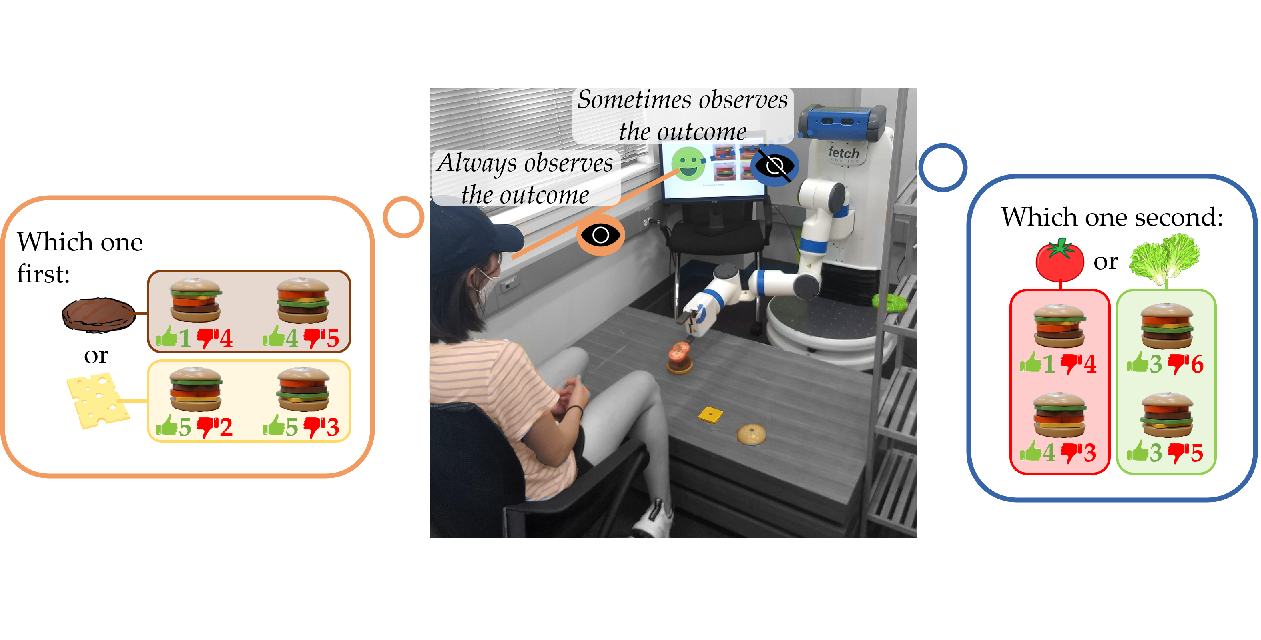 Sometimes observes
the outcome
Always observes
the outcome
fetch
Which one
first:
or
1 4 4 5
5 2 5 3
Which one second:
or
1 4 3 6
4 3 3 5